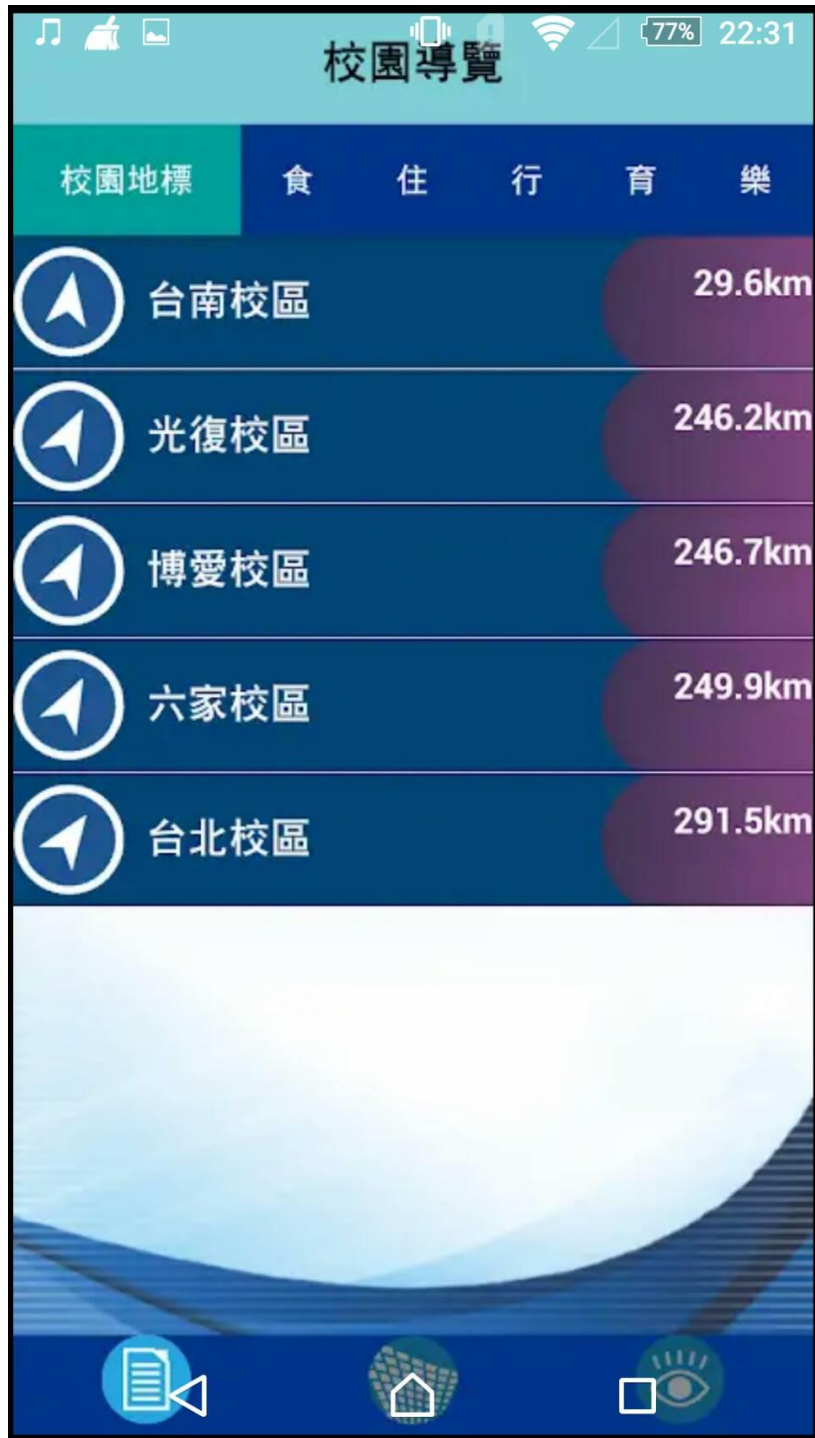 77% 22:31
校園導覽
校園地標 食 住 行 育 樂
台南校區 29.6km
光復校區 246.2km
博愛校區 246.7km
六家校區 249.9km
台北校區 291.5km